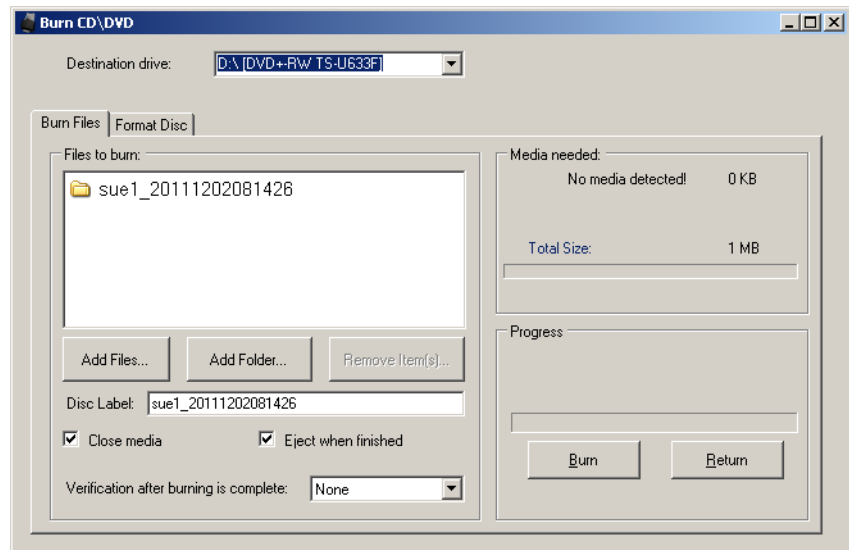 Burn CD\DVD
Destination drive: D:\ [DVD+-RW TS-U633F]
Burn Files Format Disc
Files to burn:
sue1_20111202081426
Add Files... Add Folder... Remove Item(s)...
Disc Label: sue1_20111202081426
Close media Eject when finished
Verification after burning is complete: None
Media needed:
No media detected! 0 KB
Total Size: 1 MB
Progress
Burn Return